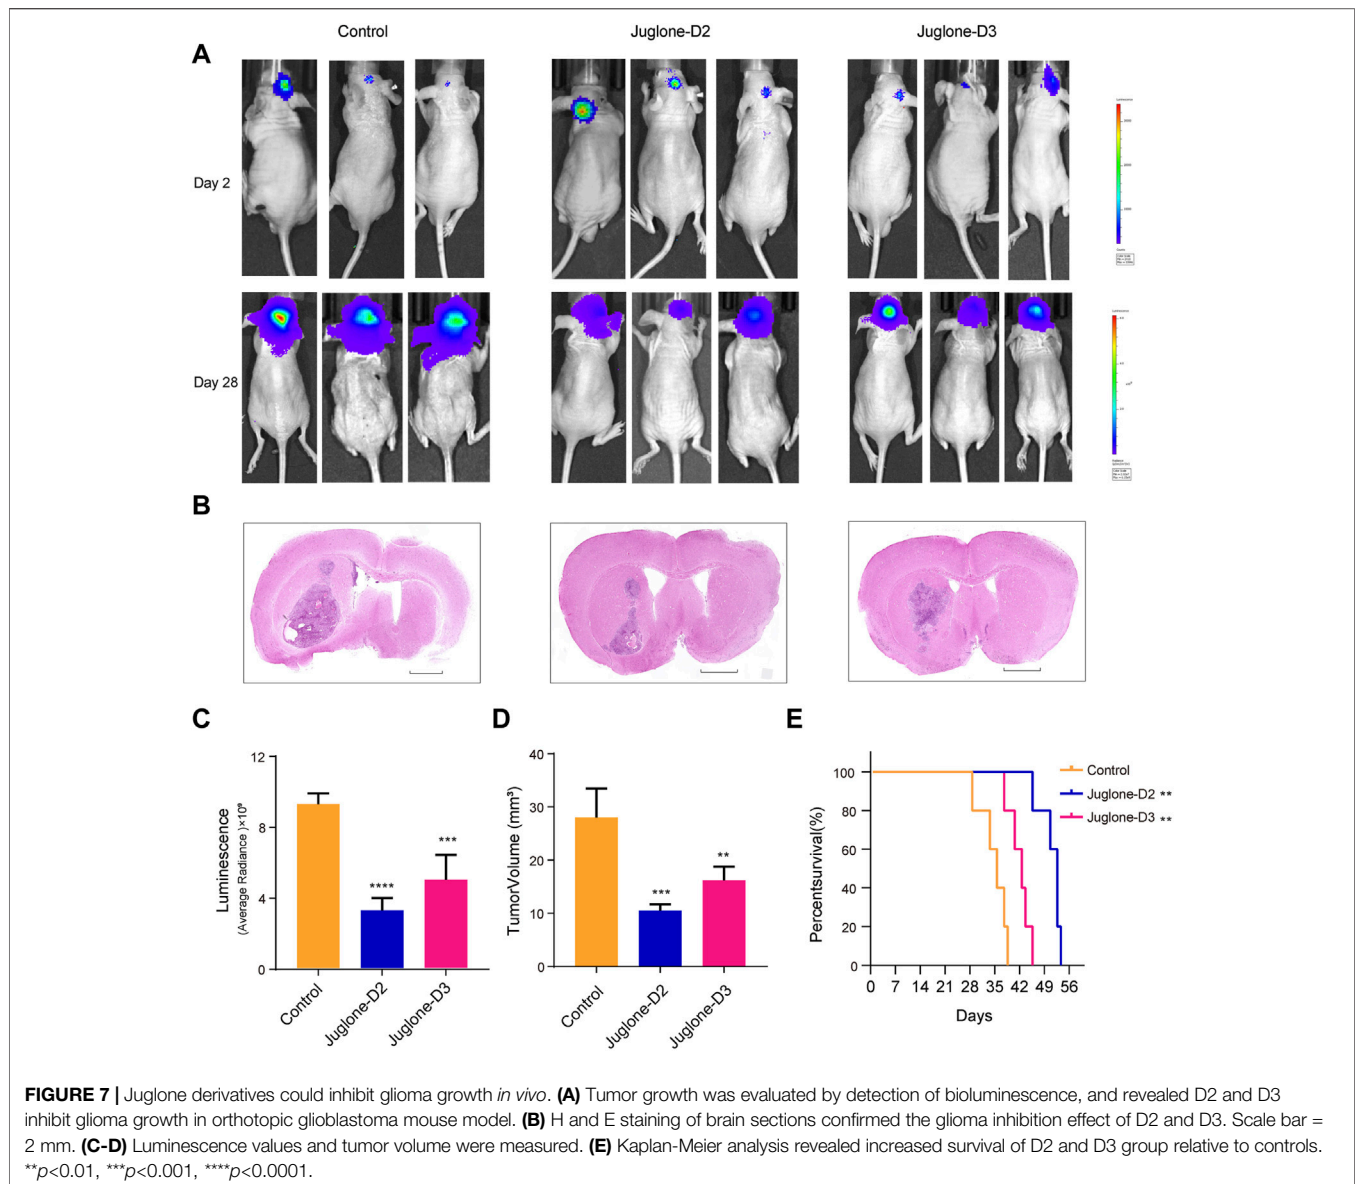 Control Juglone-D2 Juglone-D3
A
Day 2
Day 28
B
C
12
8
4
0
Luminescence
(Average Radiance )×10⁹
****
***
Control
Juglone-D2
Juglone-D3
D
40
30
20
10
0
TumorVolume (mm³)
***
**
Control
Juglone-D2
Juglone-D3
E
100
80
60
40
20
0
Percentsurvival(%)
0 7 14 21 28 35 42 49 56
Days
Control
Juglone-D2 **
Juglone-D3 **
FIGURE 7 | Juglone derivatives could inhibit glioma growth in vivo. (A) Tumor growth was evaluated by detection of bioluminescence, and revealed D2 and D3
inhibit glioma growth in orthotopic glioblastoma mouse model. (B) H and E staining of brain sections confirmed the glioma inhibition effect of D2 and D3. Scale bar =
2 mm. (C-D) Luminescence values and tumor volume were measured. (E) Kaplan-Meier analysis revealed increased survival of D2 and D3 group relative to controls.
**p<0.01, ***p<0.001, ****p<0.0001.